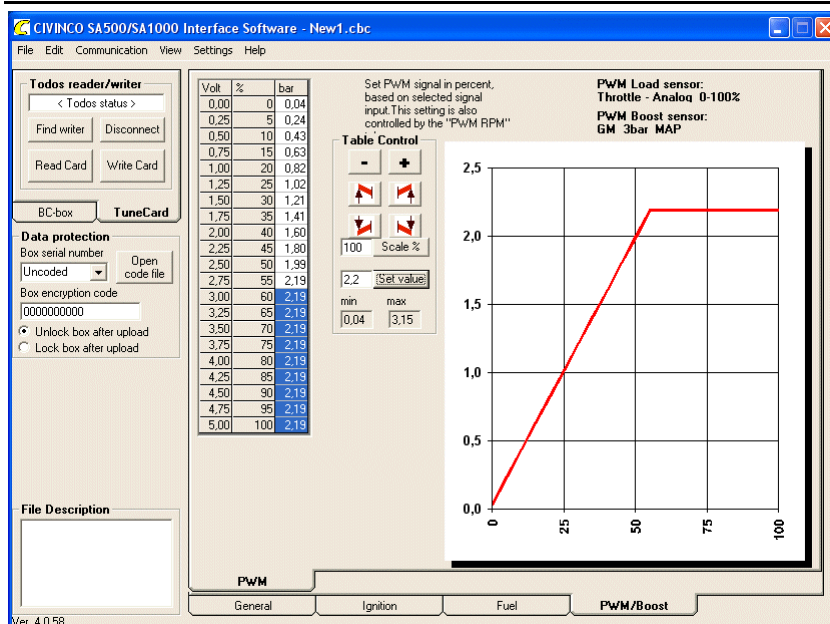 CIVINCO SA500/SA1000 Interface Software - New1.cbc
File Edit Communication View Settings Help
Todos reader/writer
< Todos status >
Find writer Disconnect
Read Card Write Card
BC-box TuneCard
Data protection
Box serial number
Uncoded
Open
code file
Box encryption code
0000000000
Unlock box after upload
Lock box after upload
File Description
Ver. 4.0.58
Volt % bar
0,00 0 0,04
0,25 5 0,24
0,50 10 0,43
0,75 15 0,63
1,00 20 0,82
1,25 25 1,02
1,50 30 1,21
1,75 35 1,41
2,00 40 1,60
2,25 45 1,80
2,50 50 1,99
2,75 55 2,19
3,00 60 2,19
3,25 65 2,19
3,50 70 2,19
3,75 75 2,19
4,00 80 2,19
4,25 85 2,19
4,50 90 2,19
4,75 95 2,19
5,00 100 2,19
Set PWM signal in percent,
based on selected signal
input.This setting is also
controlled by the "PWM RPM"
Table Control
- +
100 Scale %
2,2 Set value
min max
0,04 3,15
PWM Load sensor:
Throttle - Analog 0-100%
PWM Boost sensor:
GM 3bar MAP
2,5
2,0
1,5
1,0
0,5
0,0
0 25 50 75 100
PWM
General Ignition Fuel PWM/Boost